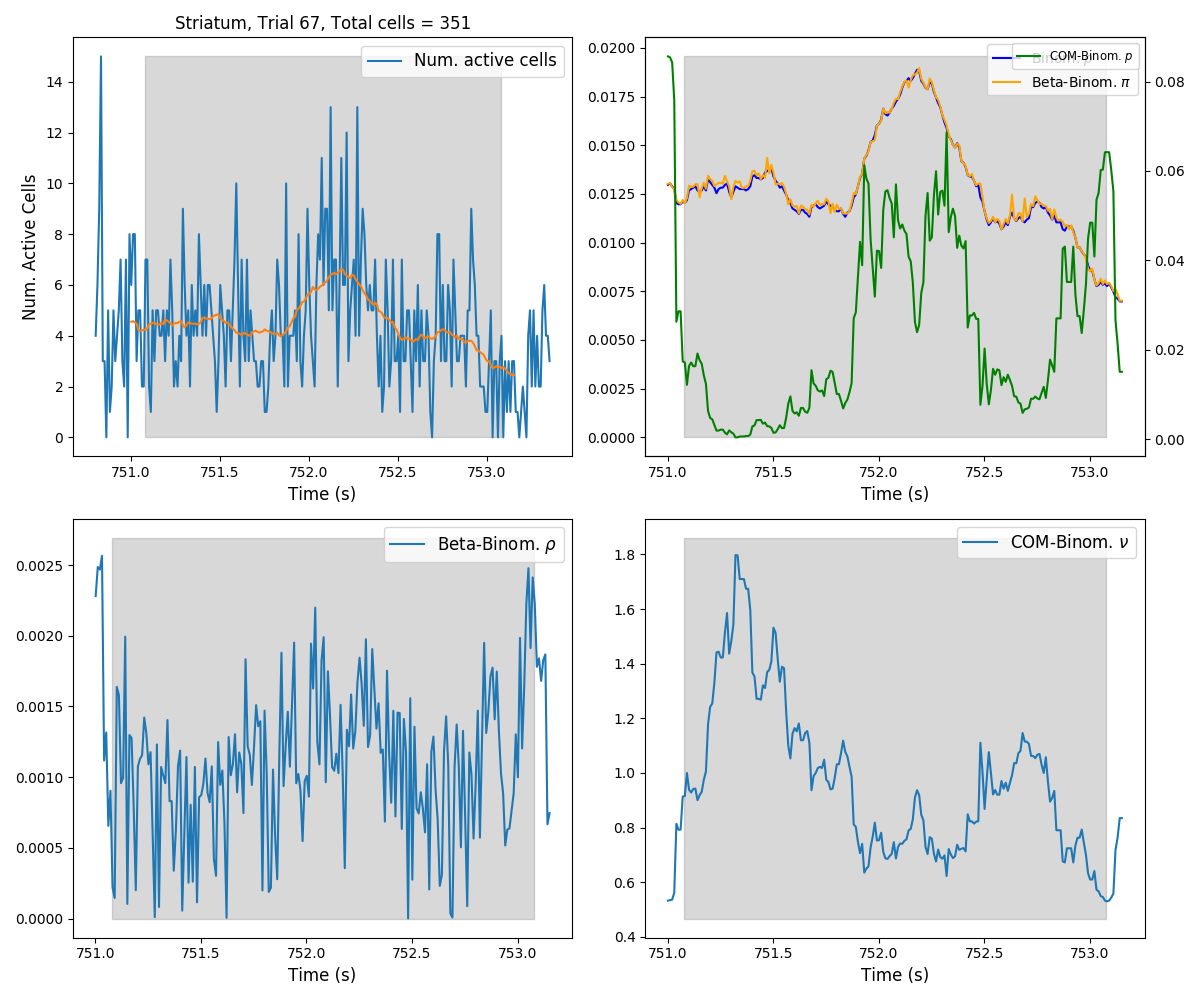 Striatum, Trial 67, Total cells = 351
Num. active cells
Num. Active Cells
14
12
10
8
6
4
2
0
751.0 751.5 752.0 752.5 753.0
Time (s)
COM-Binom. p
Beta-Binom. π
0.0200
0.0175
0.0150
0.0125
0.0100
0.0075
0.0050
0.0025
0.0000
0.08
0.06
0.04
0.02
0.00
751.0 751.5 752.0 752.5 753.0
Time (s)
Beta-Binom. ρ
0.0025
0.0020
0.0015
0.0010
0.0005
0.0000
751.0 751.5 752.0 752.5 753.0
Time (s)
COM-Binom. ν
1.8
1.6
1.4
1.2
1.0
0.8
0.6
0.4
751.0 751.5 752.0 752.5 753.0
Time (s)